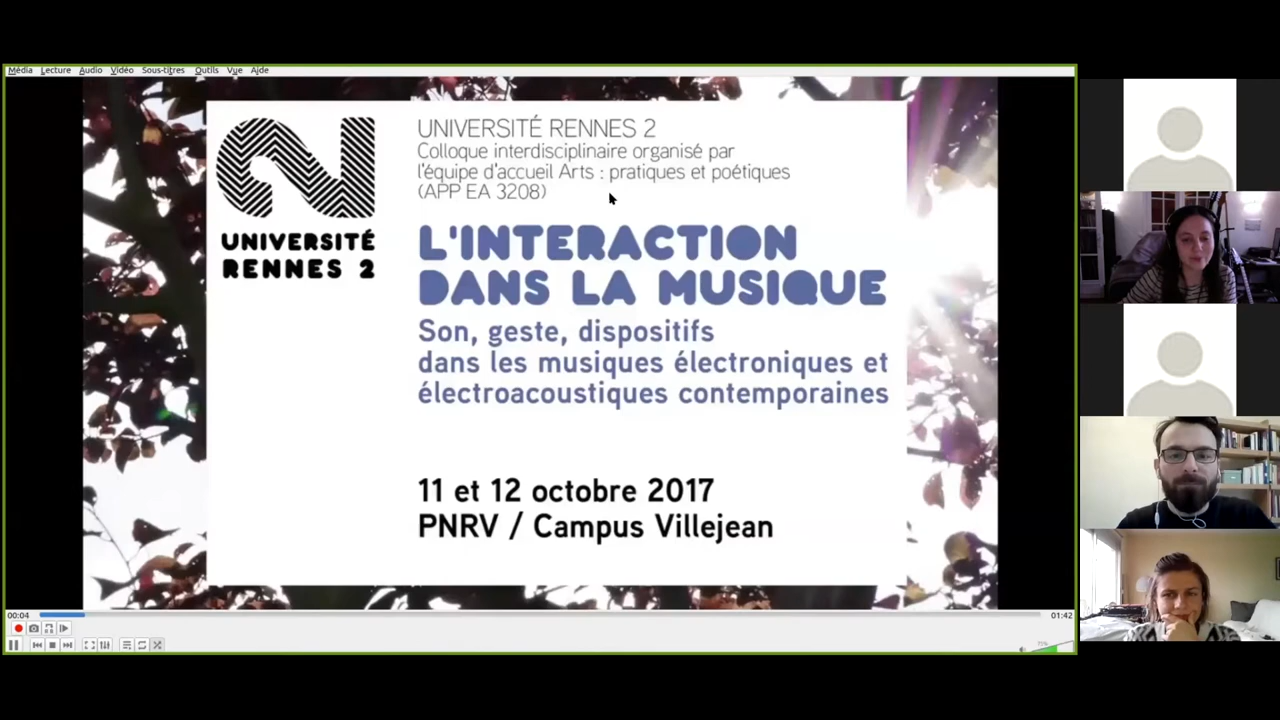 Média Lecture Audio Vidéo Sous-titres Outils Vue Aide
UNIVERSITÉ
RENNES 2
UNIVERSITÉ RENNES 2
Colloque interdisciplinaire organisé par
l'équipe d'accueil Arts : pratiques et poétiques
(APP EA 3208)
L'INTERACTION
DANS LA MUSIQUE
Son, geste, dispositifs
dans les musiques électroniques et
électroacoustiques contemporaines
11 et 12 octobre 2017
PNRV / Campus Villejean
00:04
01:42